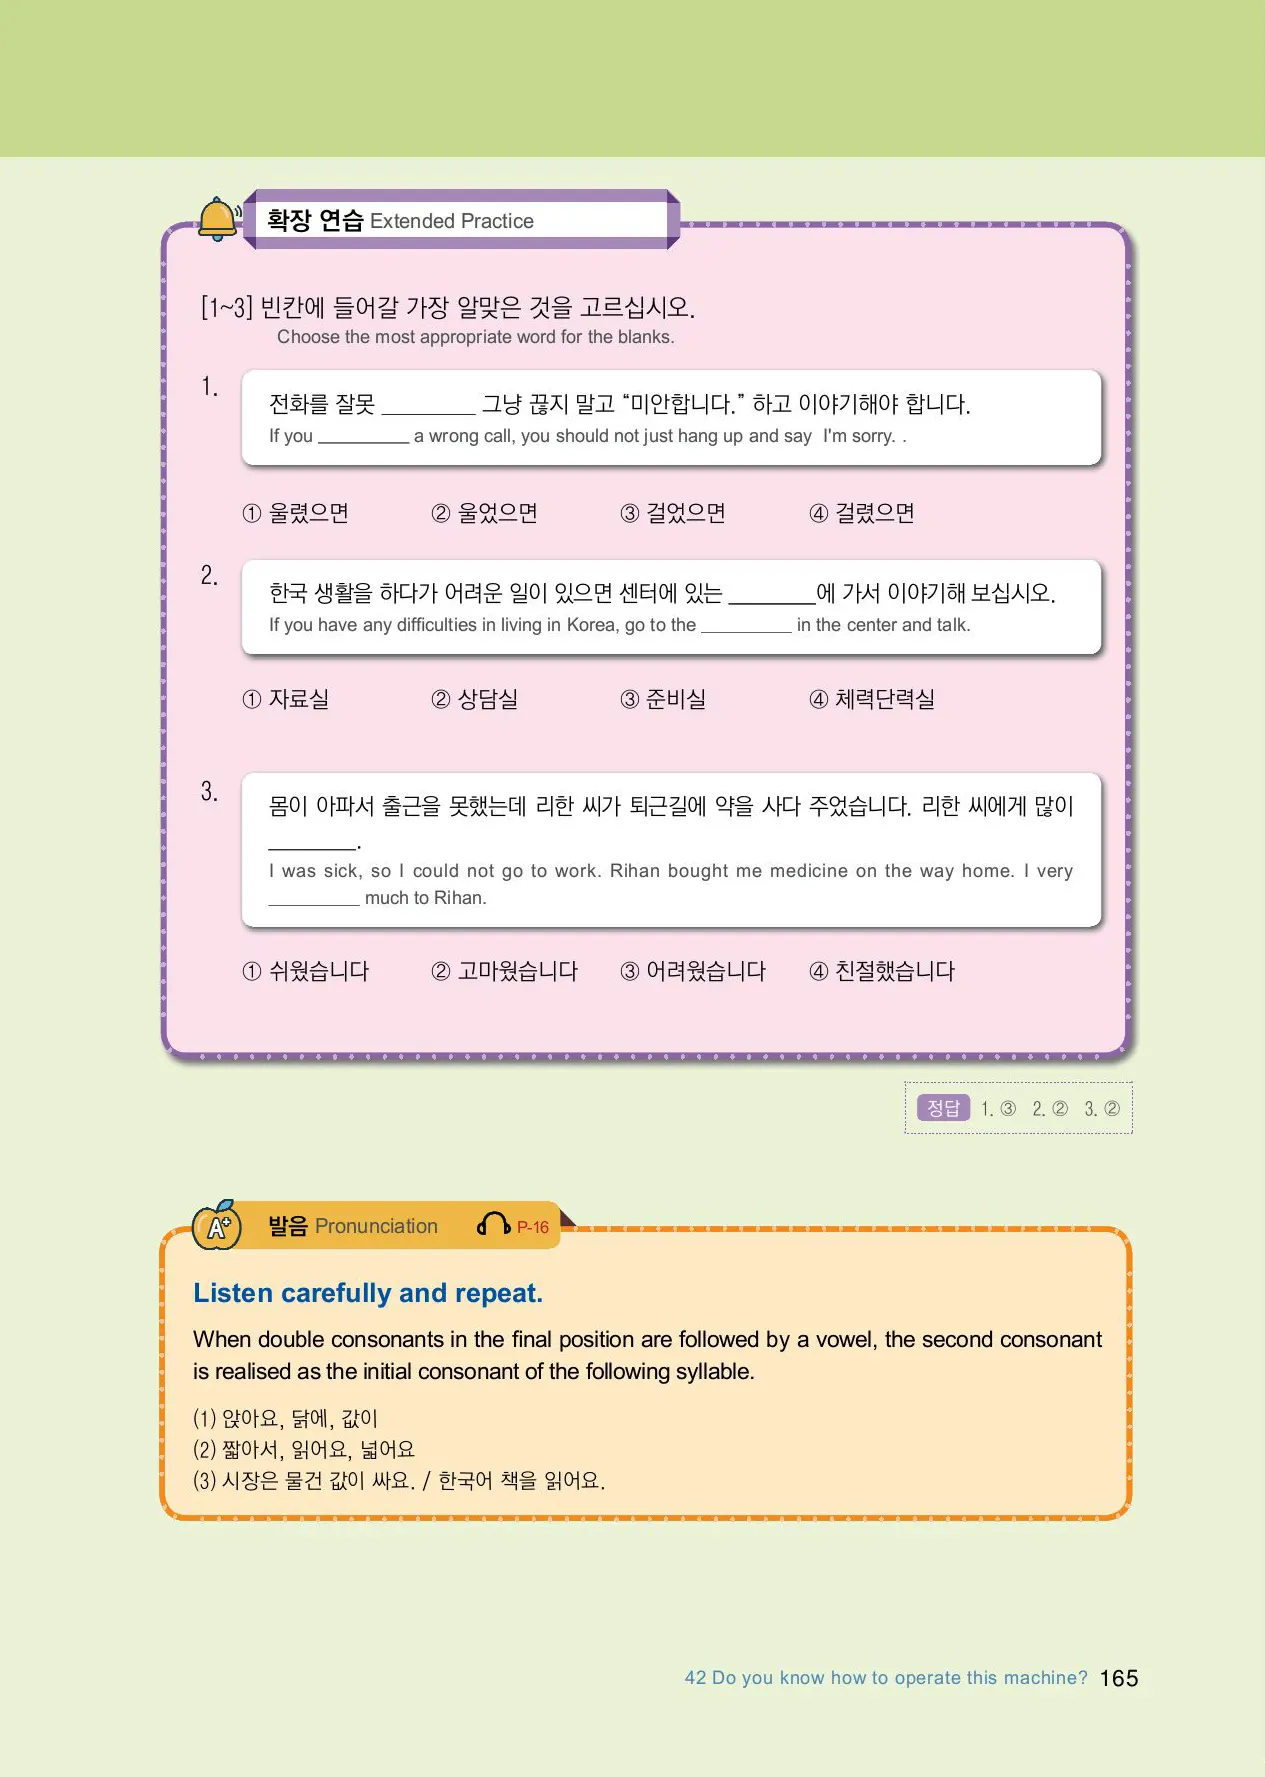 확장 연습 Extended Practice
[1~3] 빈칸에 들어갈 가장 알맞은 것을 고르십시오.
Choose the most appropriate word for the blanks.
1.
전화를 잘못 ________ 그냥 끊지 말고 “미안합니다.” 하고 이야기해야 합니다.
If you _________ a wrong call, you should not just hang up and say I'm sorry. .
① 울렸으면 ② 울었으면 ③ 걸었으면 ④ 걸렸으면
2.
한국 생활을 하다가 어려운 일이 있으면 센터에 있는 ________에 가서 이야기해 보십시오.
If you have any difficulties in living in Korea, go to the _________ in the center and talk.
① 자료실 ② 상담실 ③ 준비실 ④ 체력단력실
3.
몸이 아파서 출근을 못했는데 리한 씨가 퇴근길에 약을 사다 주었습니다. 리한 씨에게 많이
________.
I was sick, so I could not go to work. Rihan bought me medicine on the way home. I very
_________ much to Rihan.
① 쉬웠습니다 ② 고마웠습니다 ③ 어려웠습니다 ④ 친절했습니다
정답 1. ③ 2. ② 3. ②
A+ 발음 Pronunciation P-16
Listen carefully and repeat.
When double consonants in the final position are followed by a vowel, the second consonant
is realised as the initial consonant of the following syllable.
(1) 앉아요, 닭에, 값이
(2) 짧아서, 읽어요, 넓어요
(3) 시장은 물건 값이 싸요. / 한국어 책을 읽어요.
42 Do you know how to operate this machine? 165